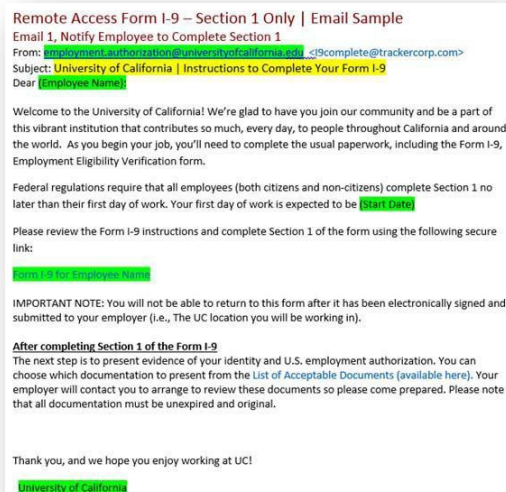 Remote Access Form I-9 – Section 1 Only | Email Sample
Email 1, Notify Employee to Complete Section 1
From: employment.authorization@universityofcalifornia.edu <I9complete@trackercorp.com>
Subject: University of California | Instructions to Complete Your Form I-9
Dear (Employee Name):
Welcome to the University of California! We're glad to have you join our community and be a part of
this vibrant institution that contributes so much, every day, to people throughout California and around
the world. As you begin your job, you'll need to complete the usual paperwork, including the Form I-9,
Employment Eligibility Verification form.
Federal regulations require that all employees (both citizens and non-citizens) complete Section 1 no
later than their first day of work. Your first day of work is expected to be (Start Date)
Please review the Form I-9 instructions and complete Section 1 of the form using the following secure
link:
Form I-9 for Employee Name
IMPORTANT NOTE: You will not be able to return to this form after it has been electronically signed and
submitted to your employer (i.e., The UC location you will be working in).
After completing Section 1 of the Form I-9
The next step is to present evidence of your identity and U.S. employment authorization. You can
choose which documentation to present from the List of Acceptable Documents (available here). Your
employer will contact you to arrange to review these documents so please come prepared. Please note
that all documentation must be unexpired and original.
Thank you, and we hope you enjoy working at UC!
University of California